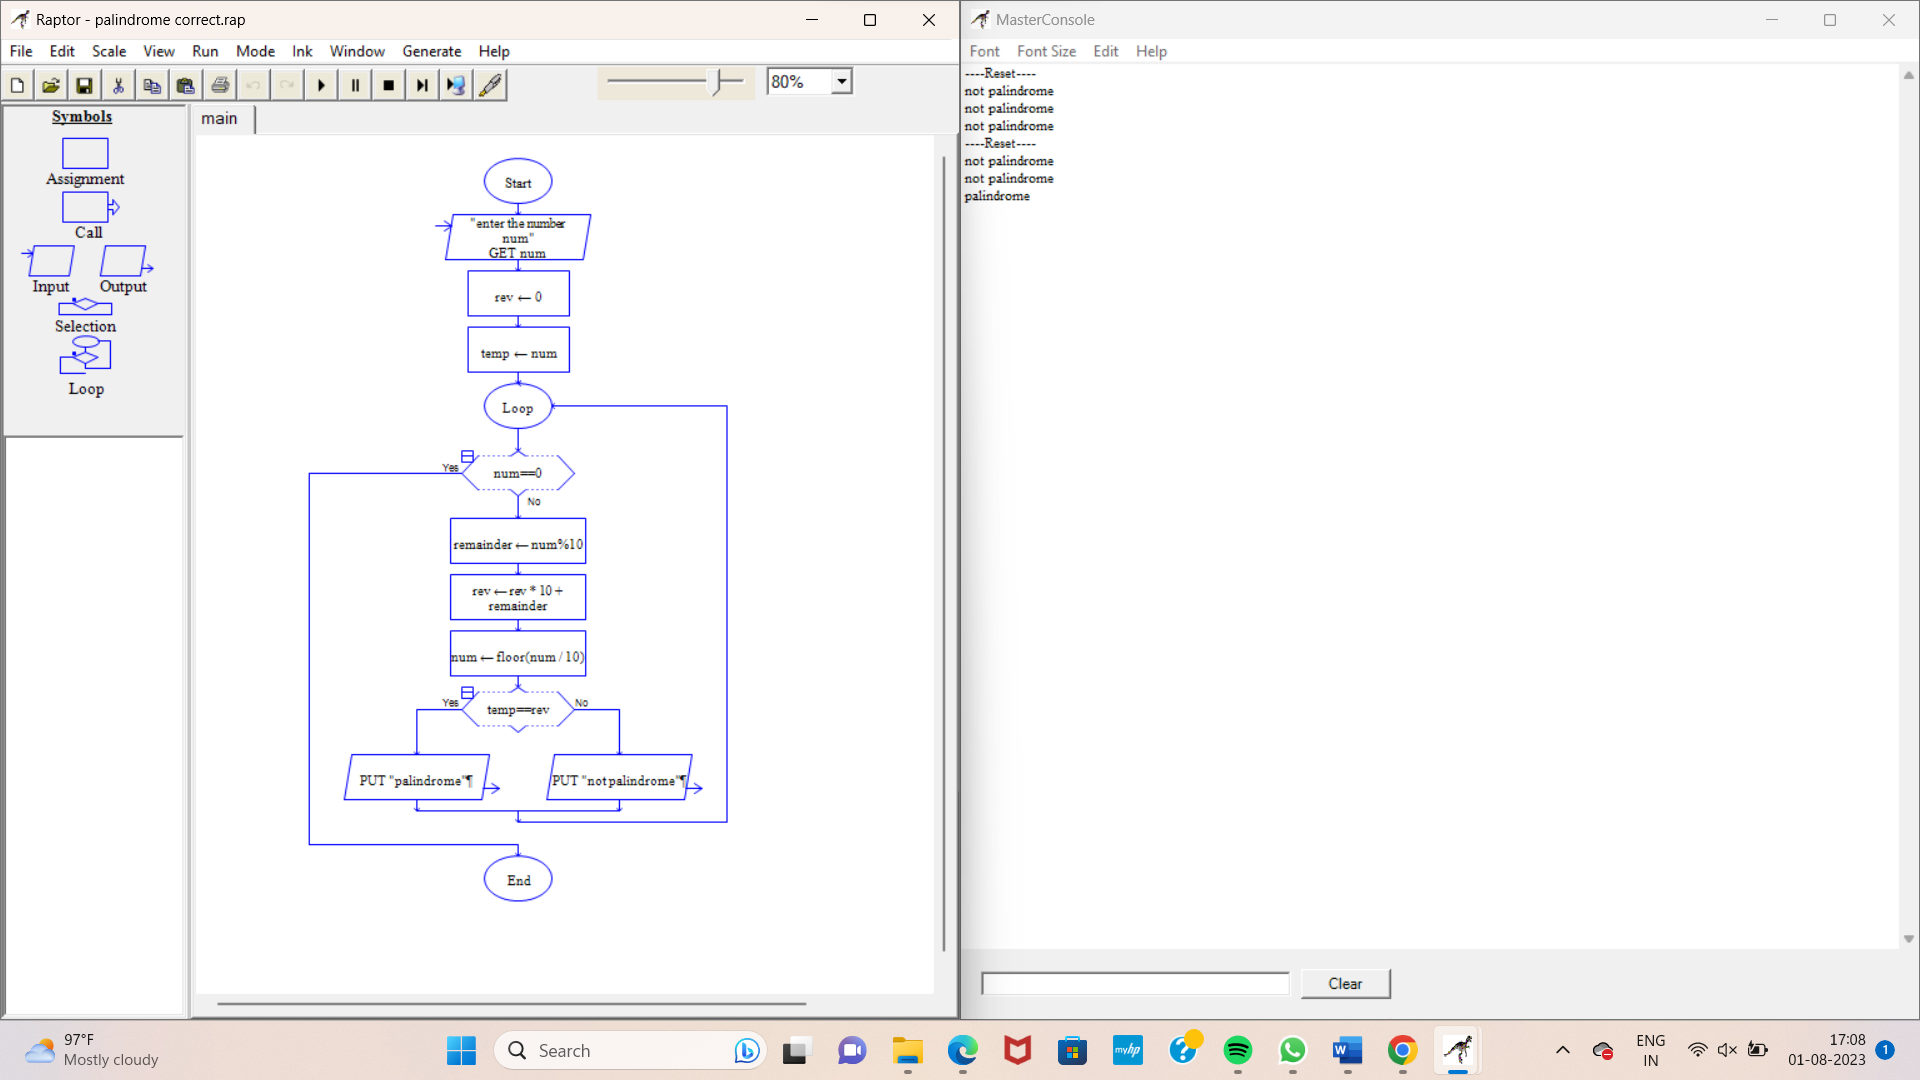 Raptor - palindrome correct.rap
File Edit Scale View Run Mode Ink Window Generate Help
80%
Symbols
Assignment
Call
Input Output
Selection
Loop
main
Start
"enter the number
num"
GET num
rev ← 0
temp ← num
Loop
Yes
num==0
No
remainder ← num%10
rev ← rev * 10 +
remainder
num ← floor(num / 10)
Yes
temp==rev
No
PUT "palindrome"¶
PUT "not palindrome"¶
End
MasterConsole
Font Font Size Edit Help
----Reset----
not palindrome
not palindrome
not palindrome
----Reset----
not palindrome
not palindrome
palindrome
Clear
97°F
Mostly cloudy
Search
myhp
W
ENG
IN
17:08
01-08-2023
1